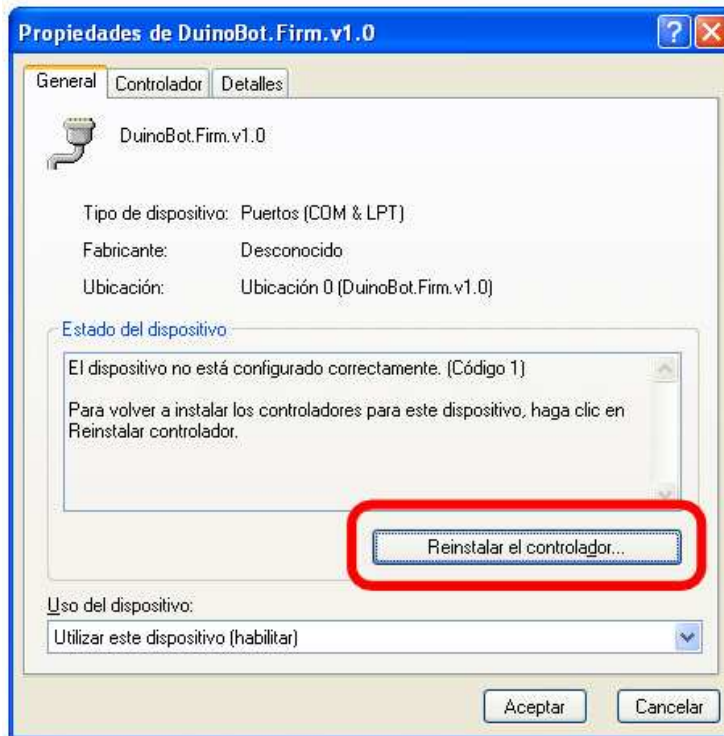 Propiedades de DuinoBot.Firm.v1.0
General Controlador Detalles
DuinoBot.Firm.v1.0
Tipo de dispositivo: Puertos (COM & LPT)
Fabricante: Desconocido
Ubicación: Ubicación 0 (DuinoBot.Firm.v1.0)
Estado del dispositivo
El dispositivo no está configurado correctamente. (Código 1)
Para volver a instalar los controladores para este dispositivo, haga clic en
Reinstalar controlador.
Reinstalar el controlador...
Uso del dispositivo:
Utilizar este dispositivo (habilitar)
Aceptar Cancelar